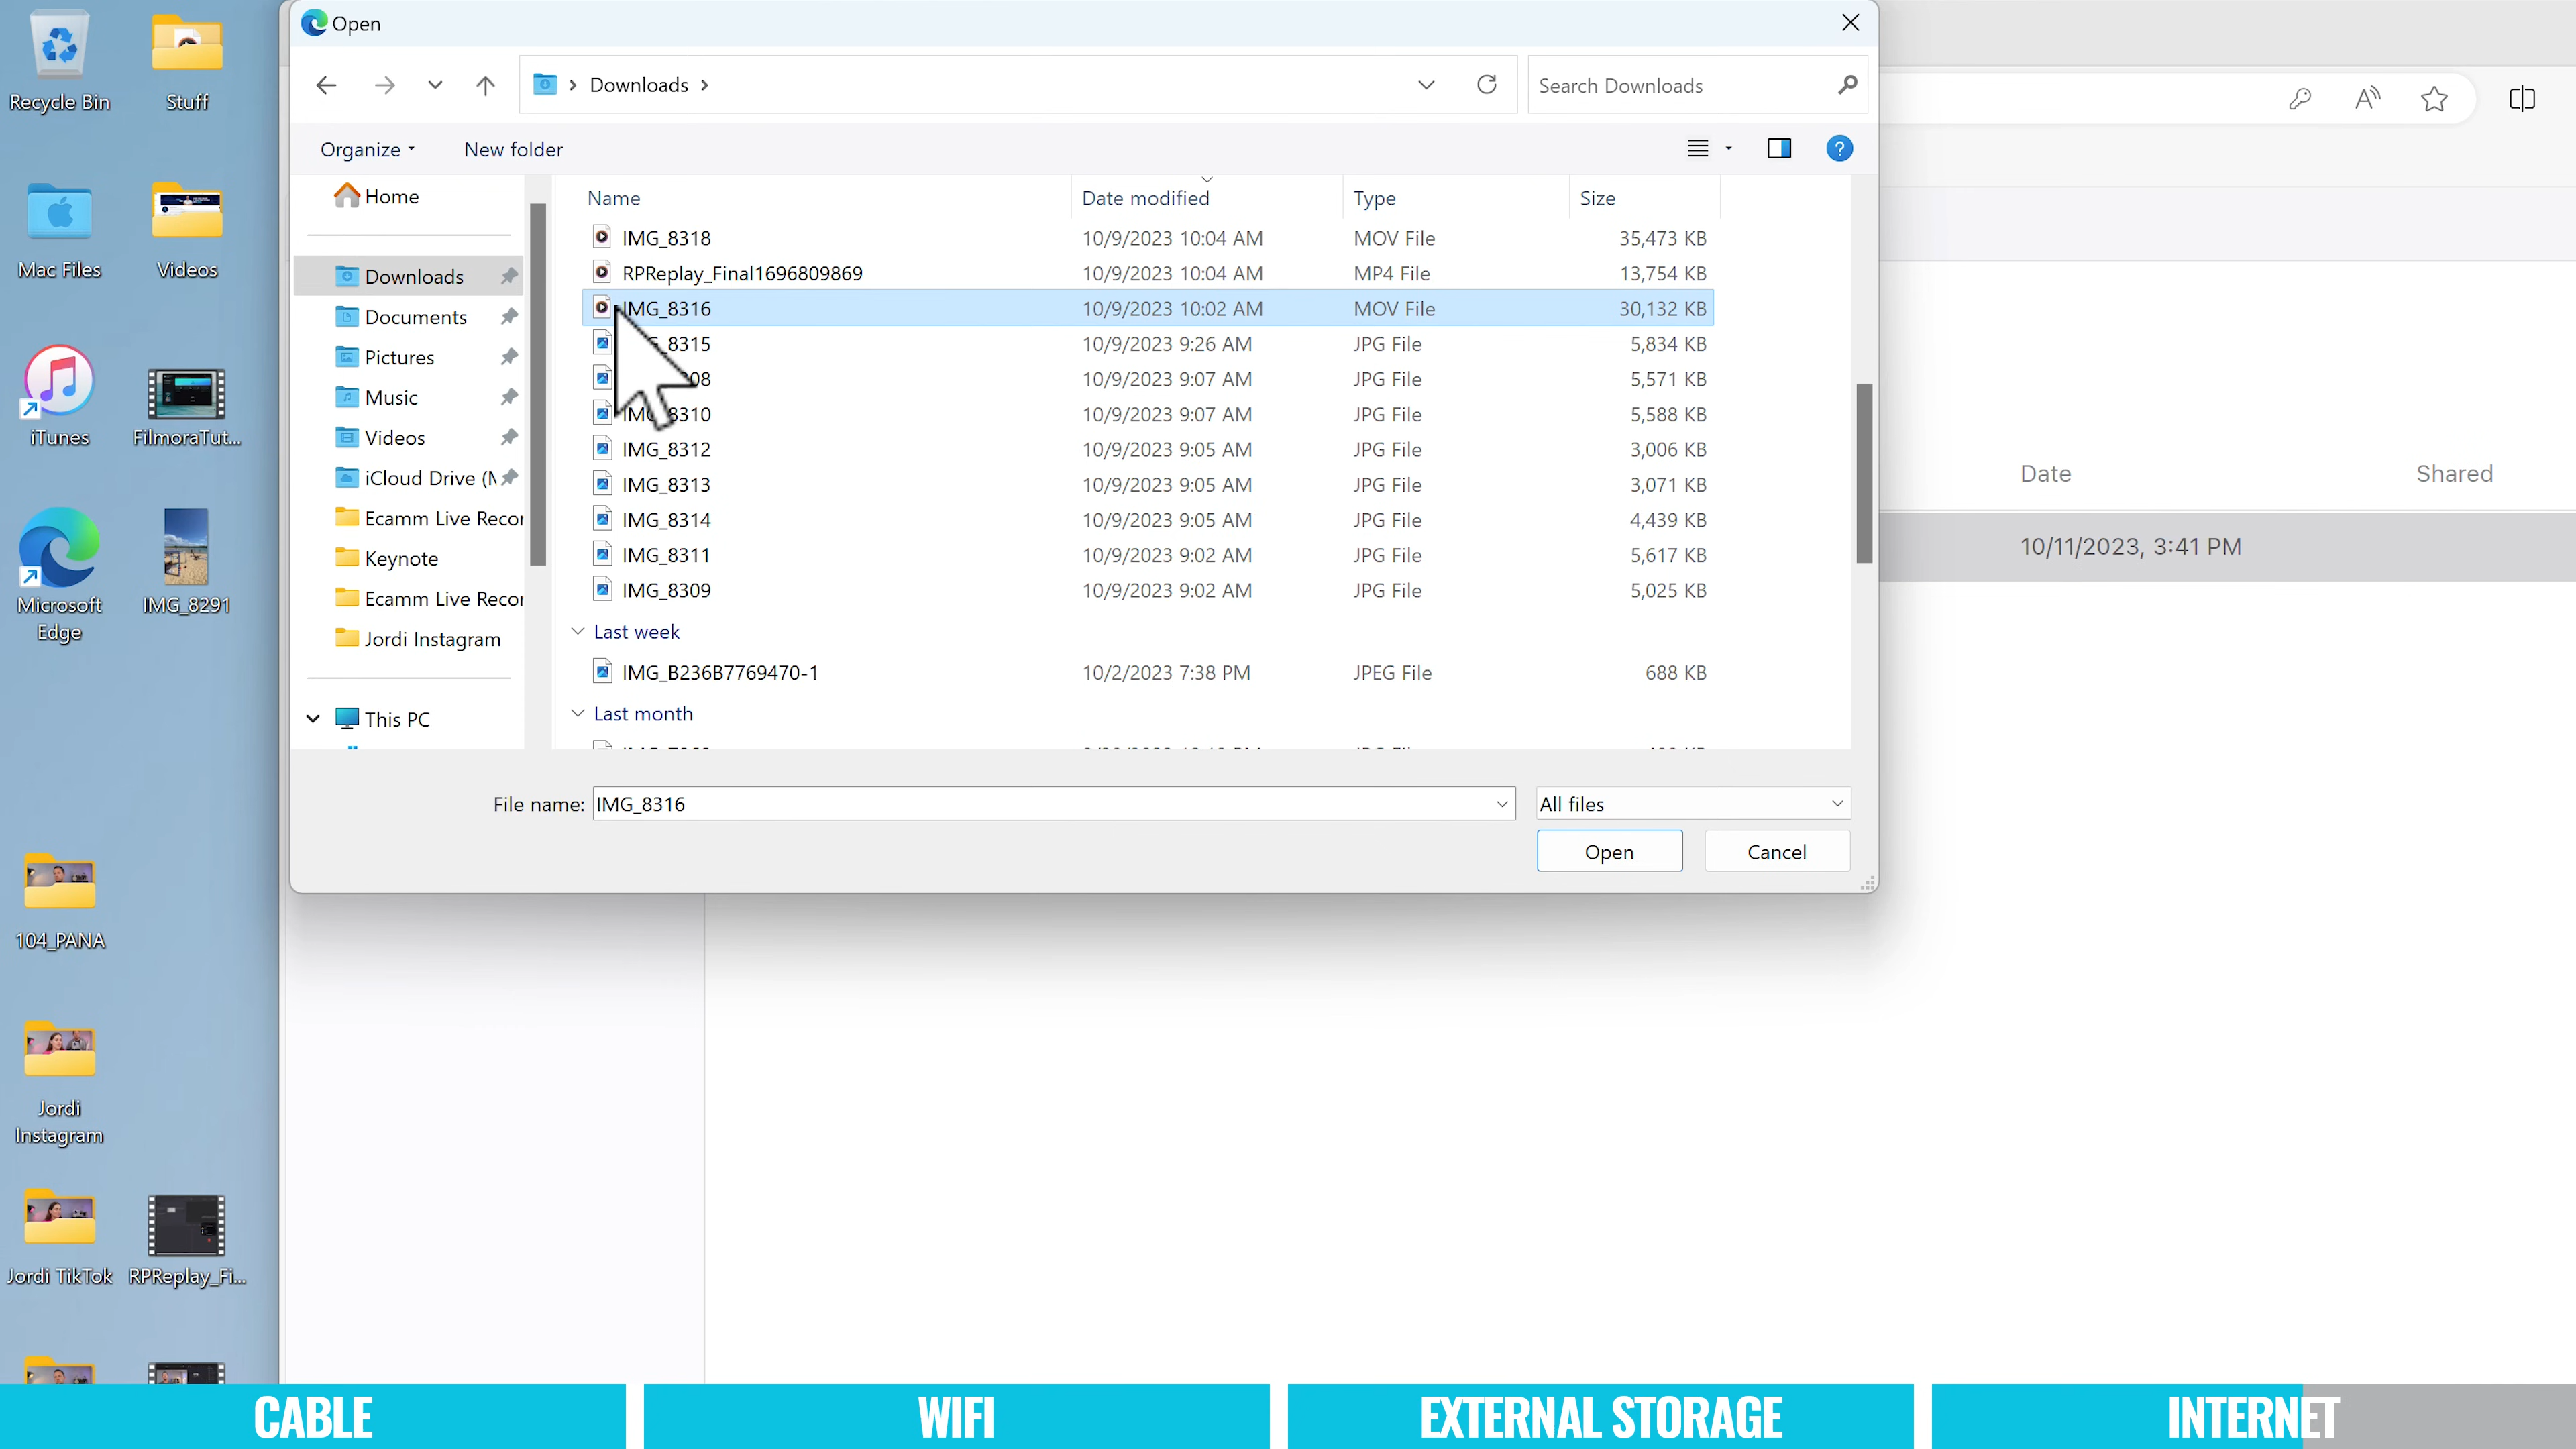 Recycle Bin
Stuff
Mac Files
Videos
iTunes
FilmoraTut...
Microsoft
Edge
IMG_8291
104_PANA
Jordi
Instagram
Jordi TikTok
RPReplay_Fi...
Open
Downloads
Search Downloads
Organize
New folder
Home
Downloads
Documents
Pictures
Music
Videos
iCloud Drive (M
Ecamm Live Recor
Keynote
Ecamm Live Recor
Jordi Instagram
This PC
Name Date modified Type Size
IMG_8318 10/9/2023 10:04 AM MOV File 35,473 KB
RPReplay_Final1696809869 10/9/2023 10:04 AM MP4 File 13,754 KB
IMG_8316 10/9/2023 10:02 AM MOV File 30,132 KB
8315 10/9/2023 9:26 AM JPG File 5,834 KB
08 10/9/2023 9:07 AM JPG File 5,571 KB
IMG_8310 10/9/2023 9:07 AM JPG File 5,588 KB
IMG_8312 10/9/2023 9:05 AM JPG File 3,006 KB
IMG_8313 10/9/2023 9:05 AM JPG File 3,071 KB
IMG_8314 10/9/2023 9:05 AM JPG File 4,439 KB
IMG_8311 10/9/2023 9:02 AM JPG File 5,617 KB
IMG_8309 10/9/2023 9:02 AM JPG File 5,025 KB
Last week
IMG_B236B7769470-1 10/2/2023 7:38 PM JPEG File 688 KB
Last month
File name: IMG_8316
All files
Open
Cancel
Date
Shared
10/11/2023, 3:41 PM
CABLE
WIFI
EXTERNAL STORAGE
INTERNET